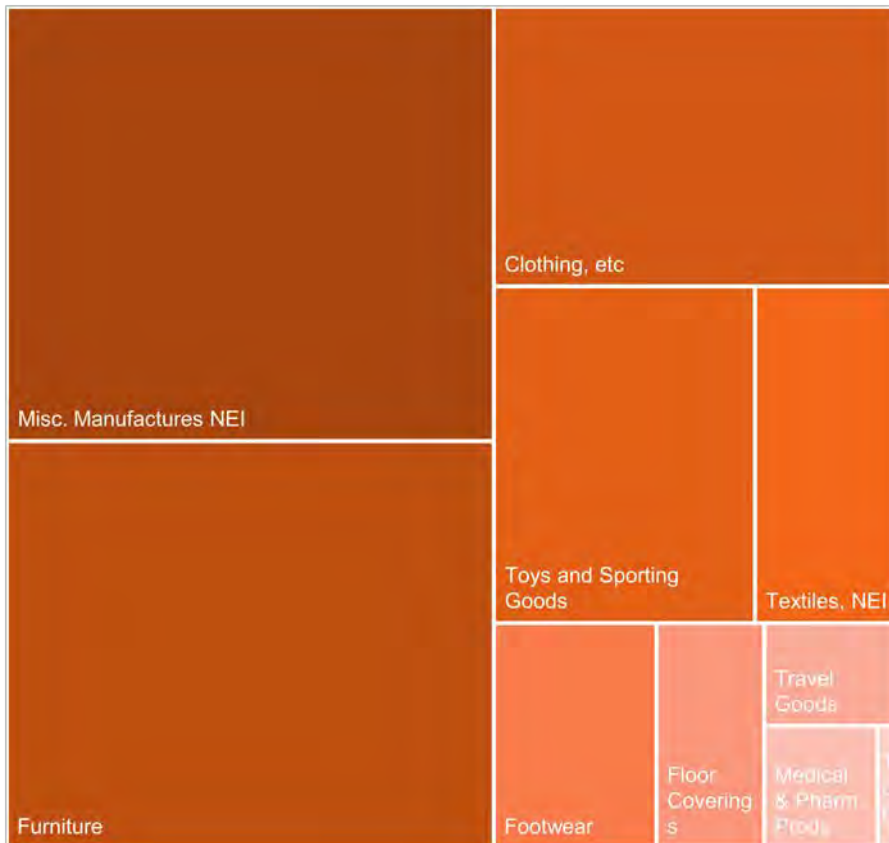 Clothing, etc
Misc. Manufactures NEI
Toys and Sporting
Goods
Textiles, NEI
Travel
Goods
Floor
Covering
s
Medical
& Pharm.
Prods
Furniture
Footwear